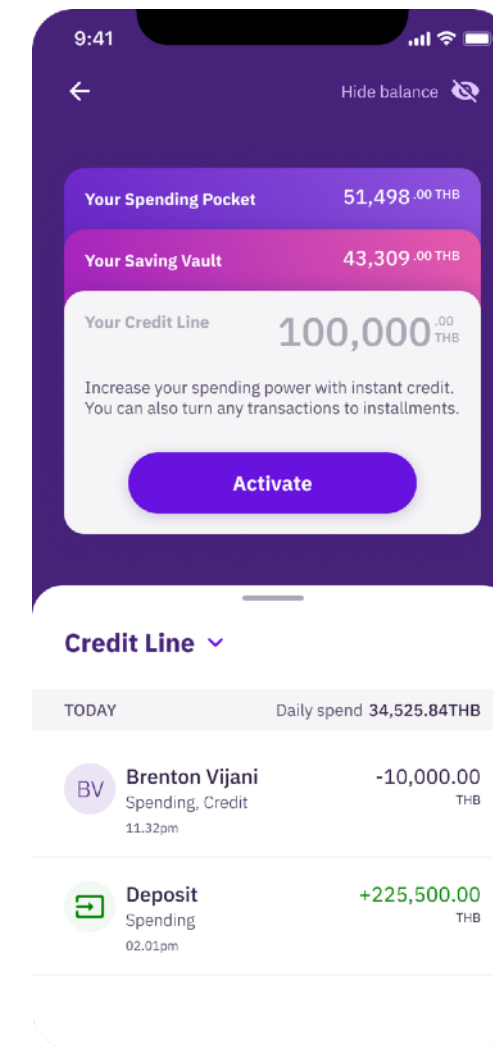 9:41
Hide balance
Your Spending Pocket 51,498.00 THB
Your Saving Vault 43,309.00 THB
Your Credit Line 100,000.00 THB
Increase your spending power with instant credit.
You can also turn any transactions to installments.
Activate
Credit Line
TODAY Daily spend 34,525.84THB
BV Brenton Vijani -10,000.00
Spending, Credit THB
11.32pm
Deposit +225,500.00
Spending THB
02.01pm